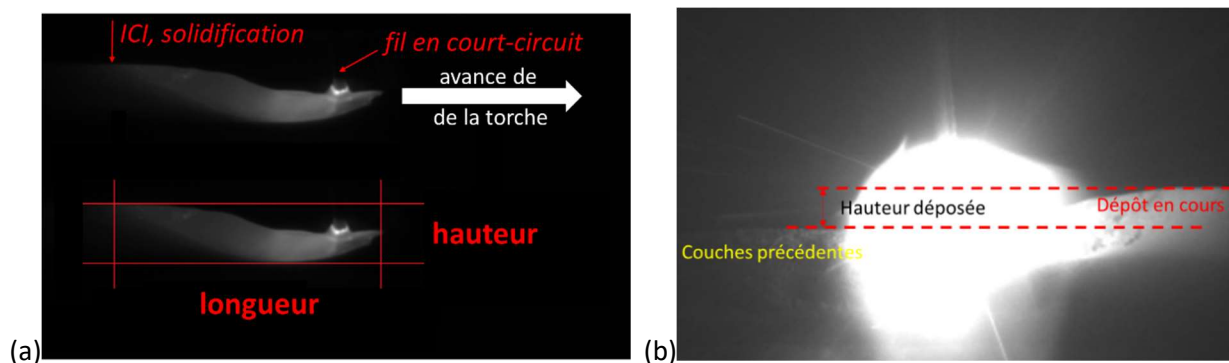 ICI, solidification
fil en court-circuit
avance de
de la torche
hauteur
longueur
(a)
Hauteur déposée
Dépôt en cours
Couches précédentes
(b)